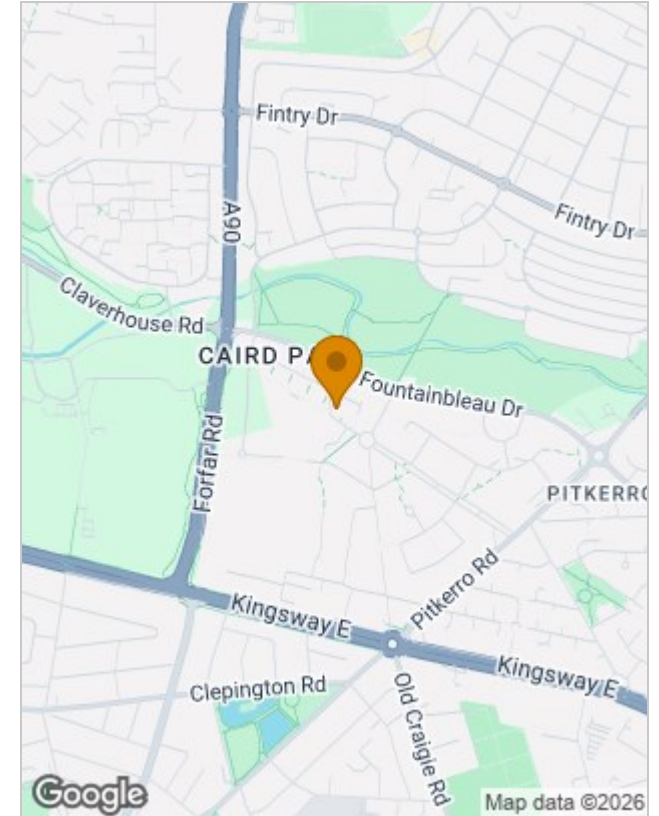 Fintry Dr
Fintry Dr
A90
Claverhouse Rd
CAIRD PA
Fountainbleau Dr
Forfar Rd
PITKERRO
Pitkerro Rd
Kingsway E
Kingsway E
Clepington Rd
Old Craigie Rd
Google
Map data ©2026